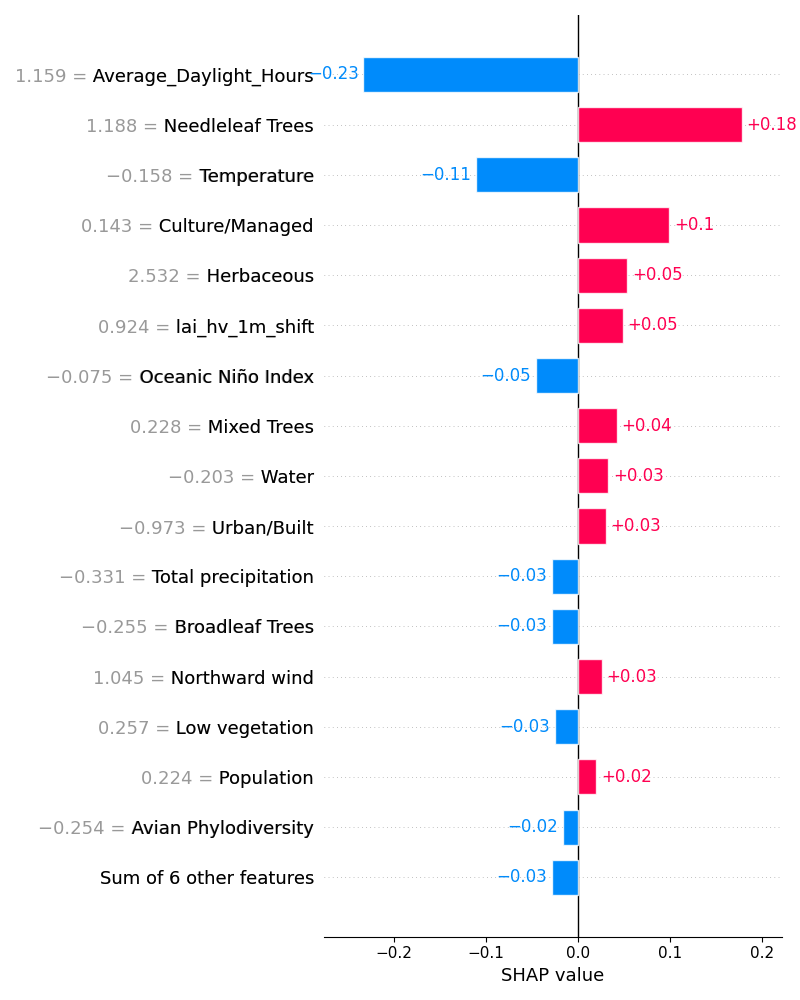 1.159 = Average_Daylight_Hours −0.23
1.188 = Needleleaf Trees +0.18
−0.158 = Temperature −0.11
0.143 = Culture/Managed +0.1
2.532 = Herbaceous +0.05
0.924 = lai_hv_1m_shift +0.05
−0.075 = Oceanic Niño Index −0.05
0.228 = Mixed Trees +0.04
−0.203 = Water +0.03
−0.973 = Urban/Built +0.03
−0.331 = Total precipitation −0.03
−0.255 = Broadleaf Trees −0.03
1.045 = Northward wind +0.03
0.257 = Low vegetation −0.03
0.224 = Population +0.02
−0.254 = Avian Phylodiversity −0.02
Sum of 6 other features −0.03
−0.2 −0.1 0.0 0.1 0.2
SHAP value